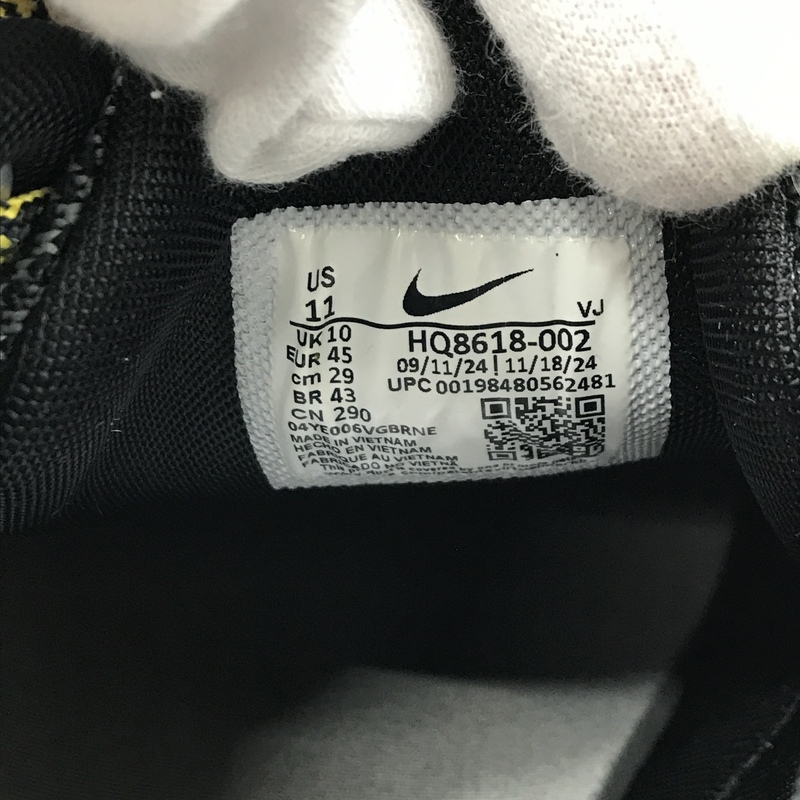 US
11
VJ
UK 10
EUR 45
cm 29
BR 43
CN 290
HQ8618-002
09/11/24 | 11/18/24
UPC 00198480562481
04YE006VGBRNE
MADE IN VIETNAM
HECHO EN VIETNAM
FABRIQUE AU VIETNAM